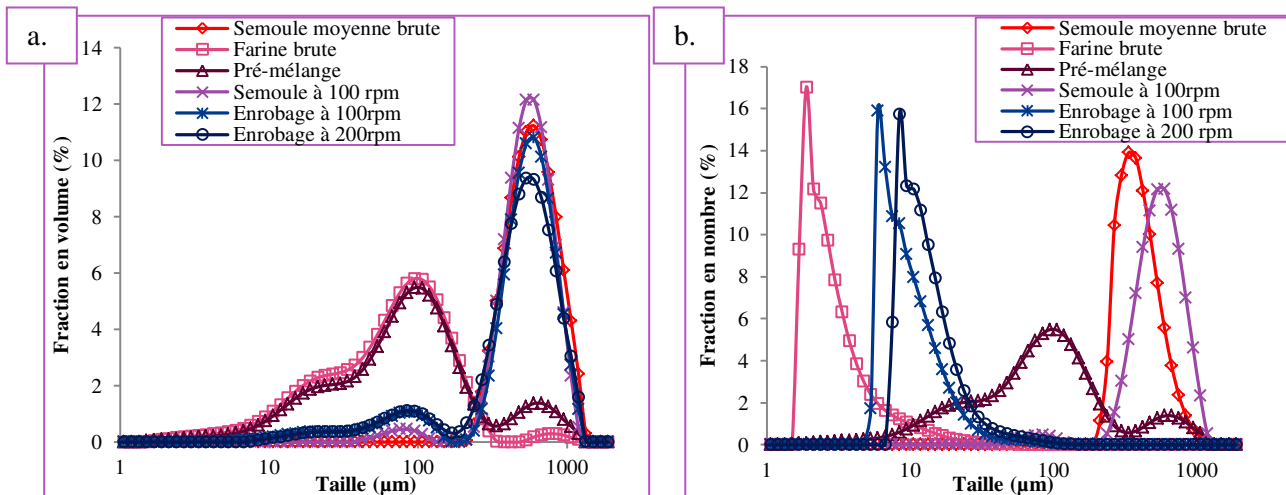 a.
Semoule moyenne brute
Farine brute
Pré-mélange
Semoule à 100 rpm
Enrobage à 100rpm
Enrobage à 200rpm
Fraction en volume (%)
14
12
10
8
6
4
2
0
1
10
100
1000
Taille (µm)
b.
Semoule moyenne brute
Farine brute
Pré-mélange
Semoule à 100rpm
Enrobage à 100 rpm
Enrobage à 200 rpm
Fraction en nombre (%)
18
16
14
12
10
8
6
4
2
0
1
10
100
1000
Taille (µm)